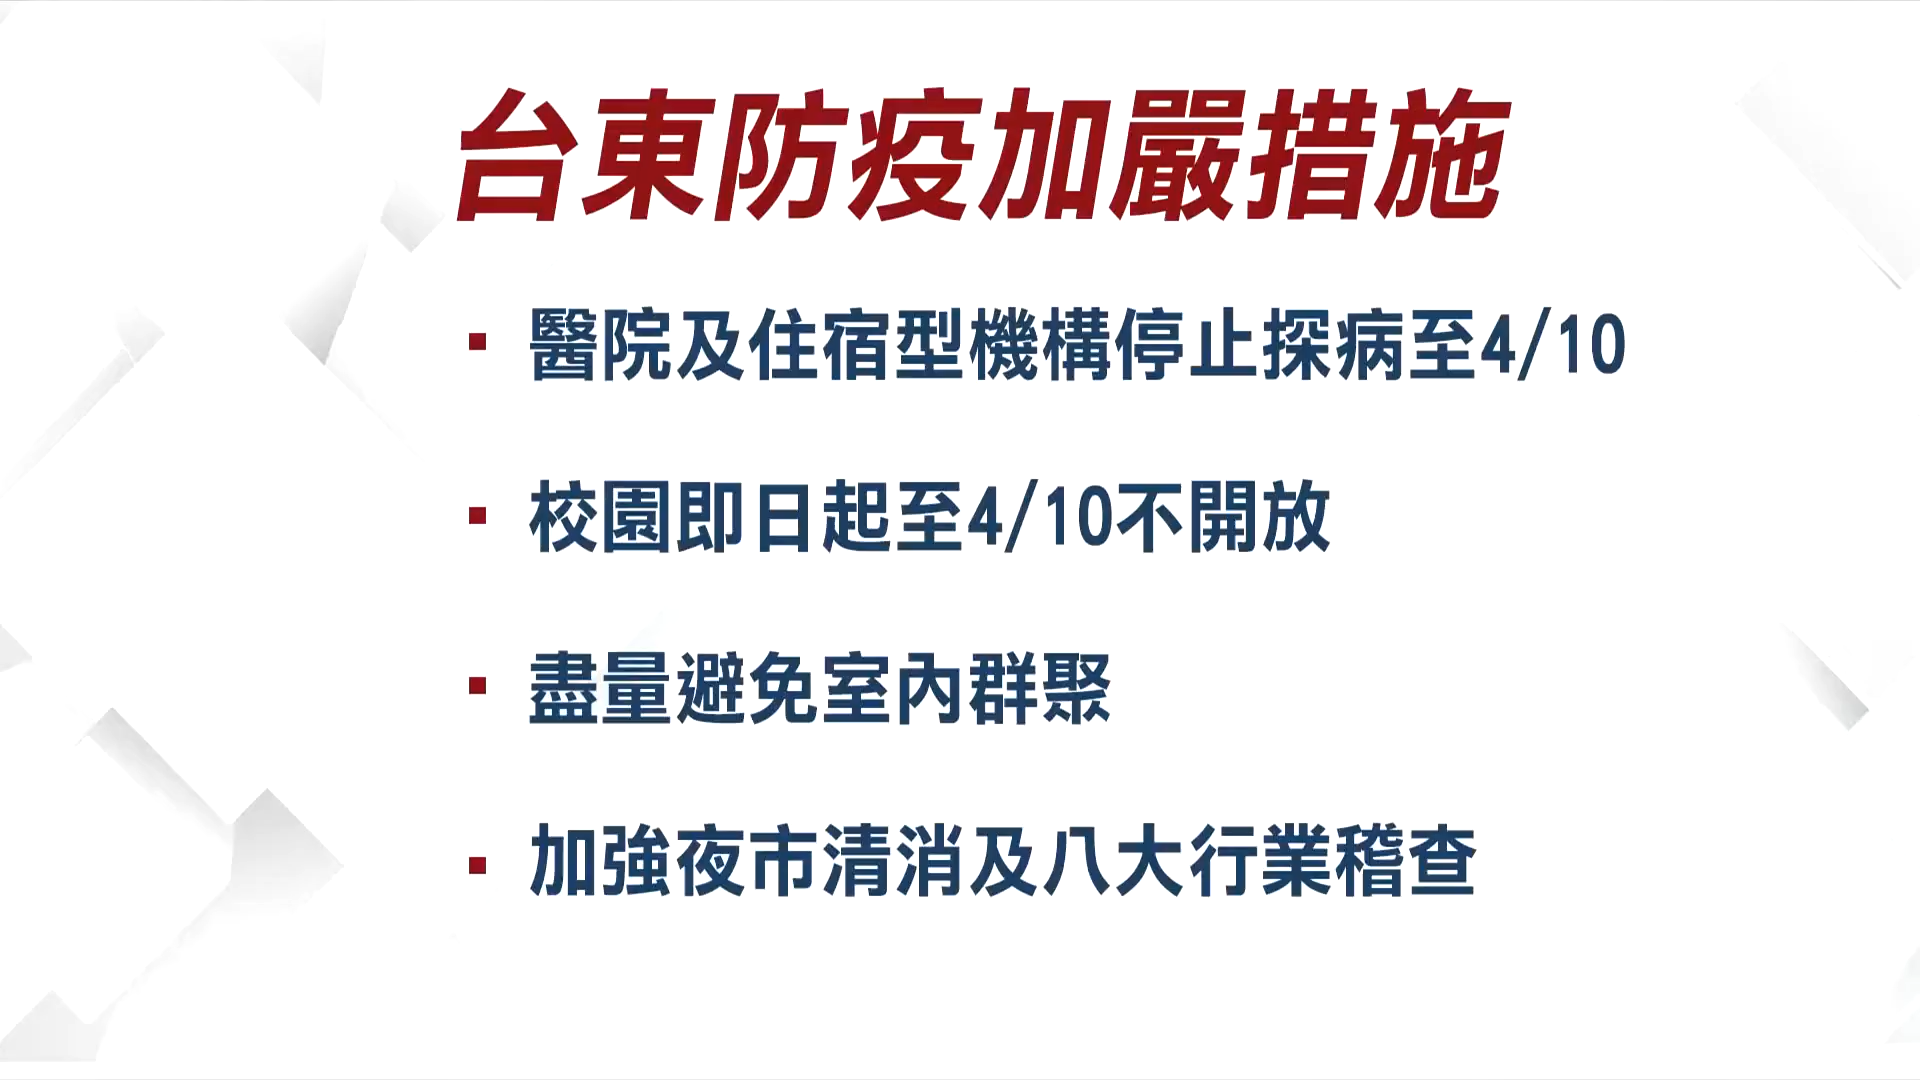 台東防疫加嚴措施
▪ 醫院及住宿型機構停止探病至4/10
▪ 校園即日起至4/10不開放
▪ 盡量避免室內群聚
▪ 加強夜市清消及八大行業稽查